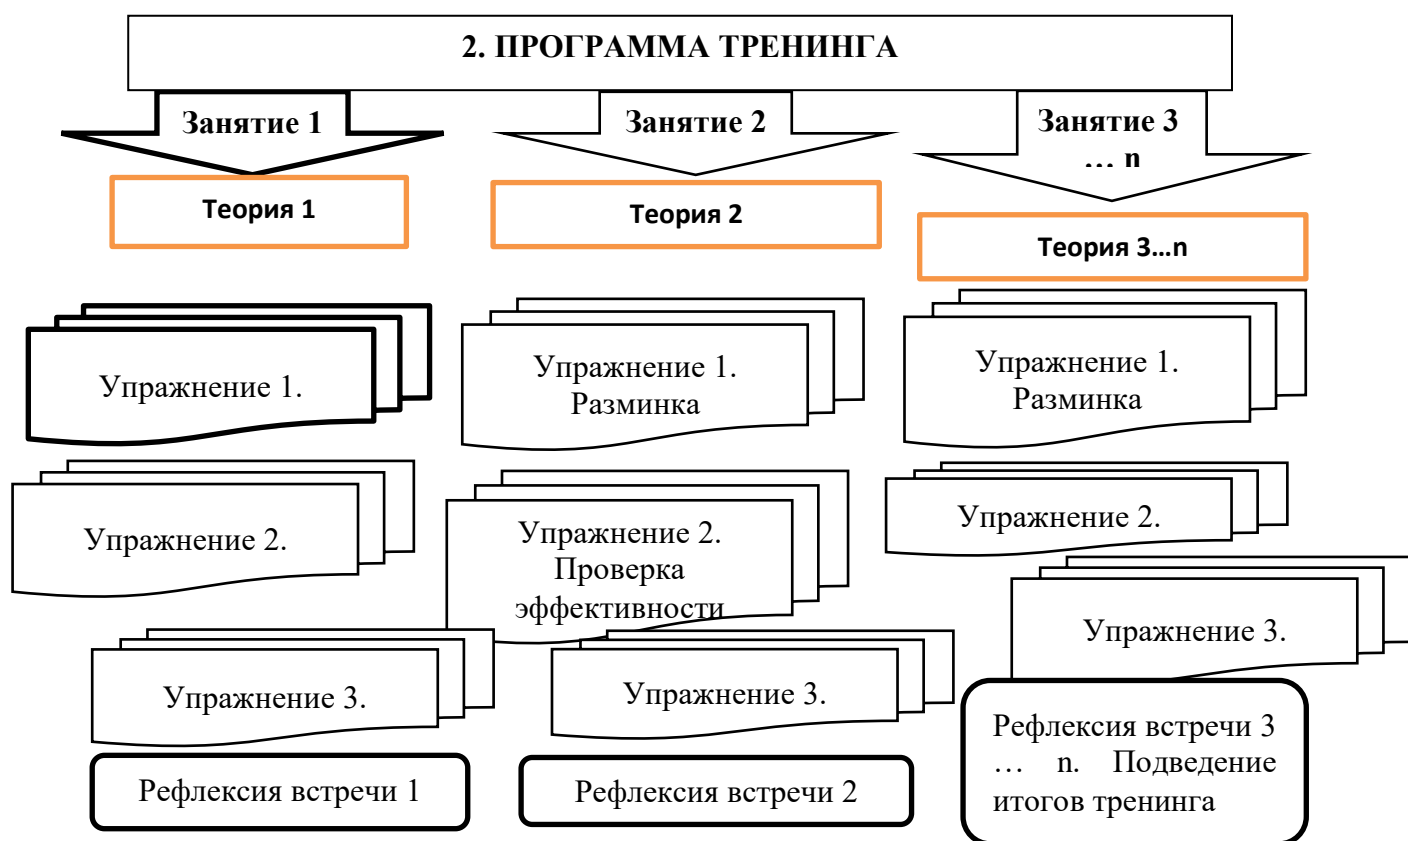 2. ПРОГРАММА ТРЕНИНГА
Занятие 1
Теория 1
Упражнение 1.
Упражнение 2.
Упражнение 3.
Рефлексия встречи 1
Занятие 2
Теория 2
Упражнение 1.
Разминка
Упражнение 2.
Проверка
эффективности
Упражнение 3.
Рефлексия встречи 2
Занятие 3
... n
Теория 3...n
Упражнение 1.
Разминка
Упражнение 2.
Упражнение 3.
Рефлексия встречи 3
... n. Подведение
итогов тренинга